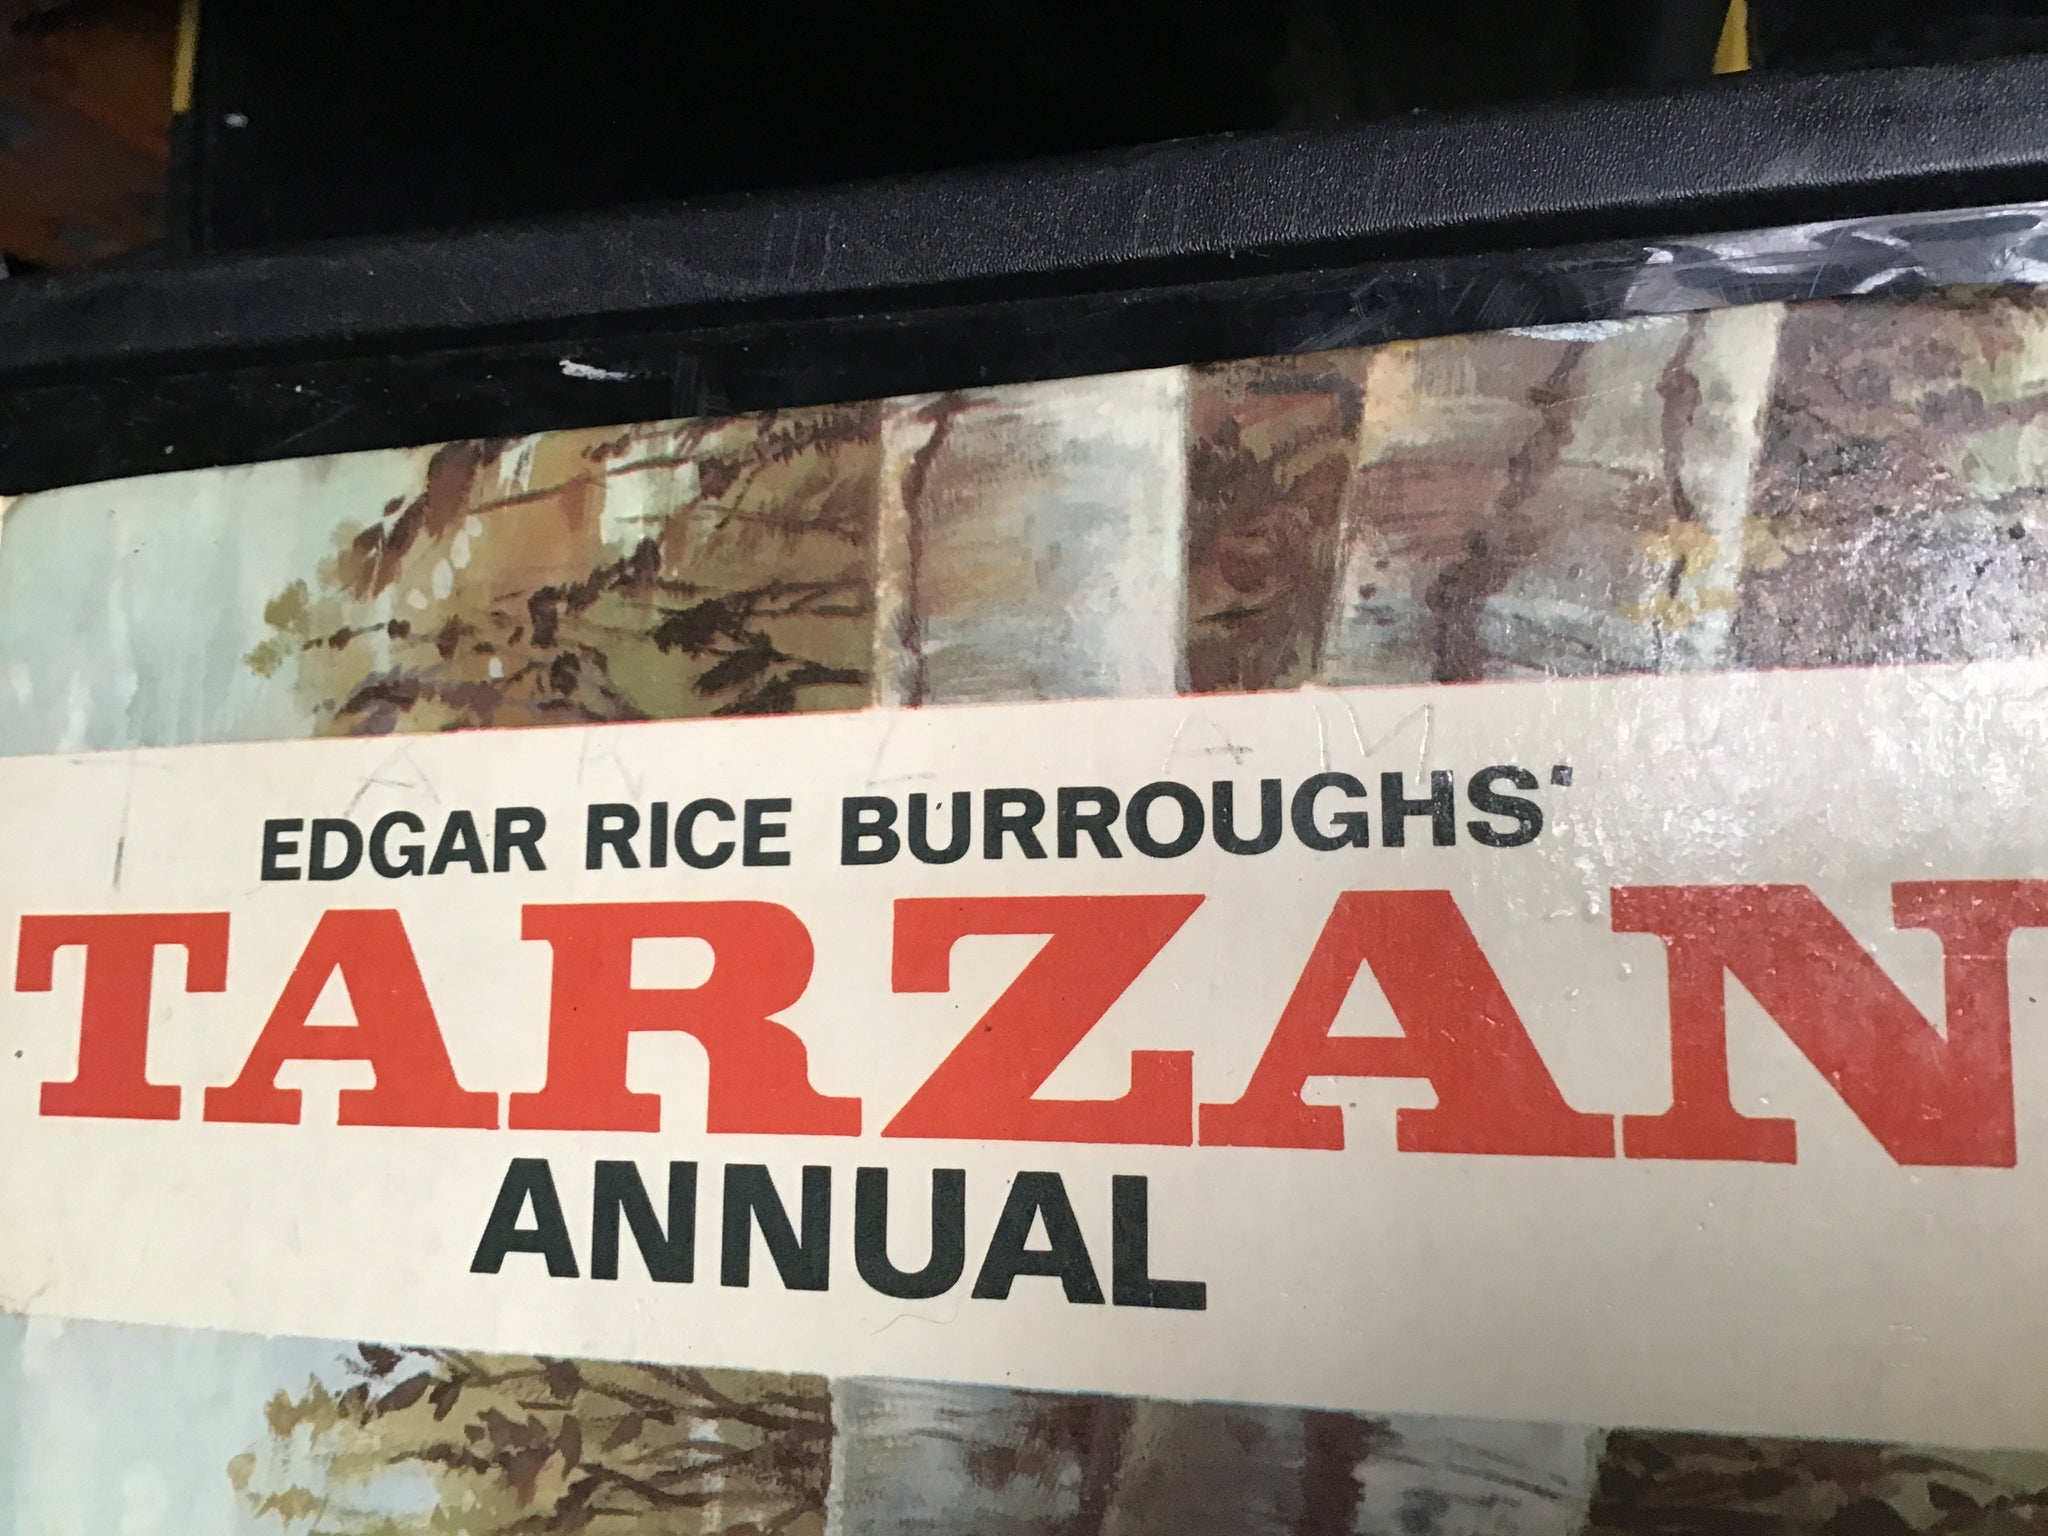 EDGAR RICE BURROUGHS'
TARZAN
ANNUAL